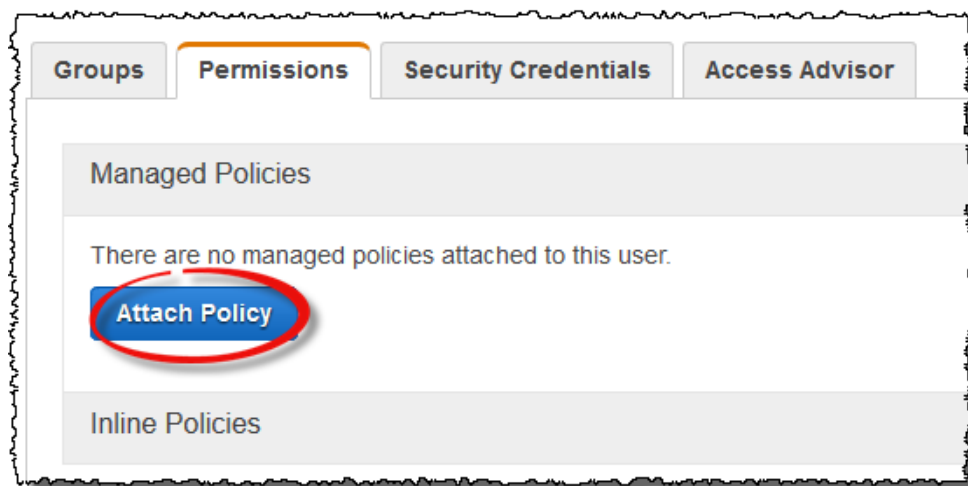 Groups Permissions Security Credentials Access Advisor
Managed Policies
There are no managed policies attached to this user.
Attach Policy
Inline Policies